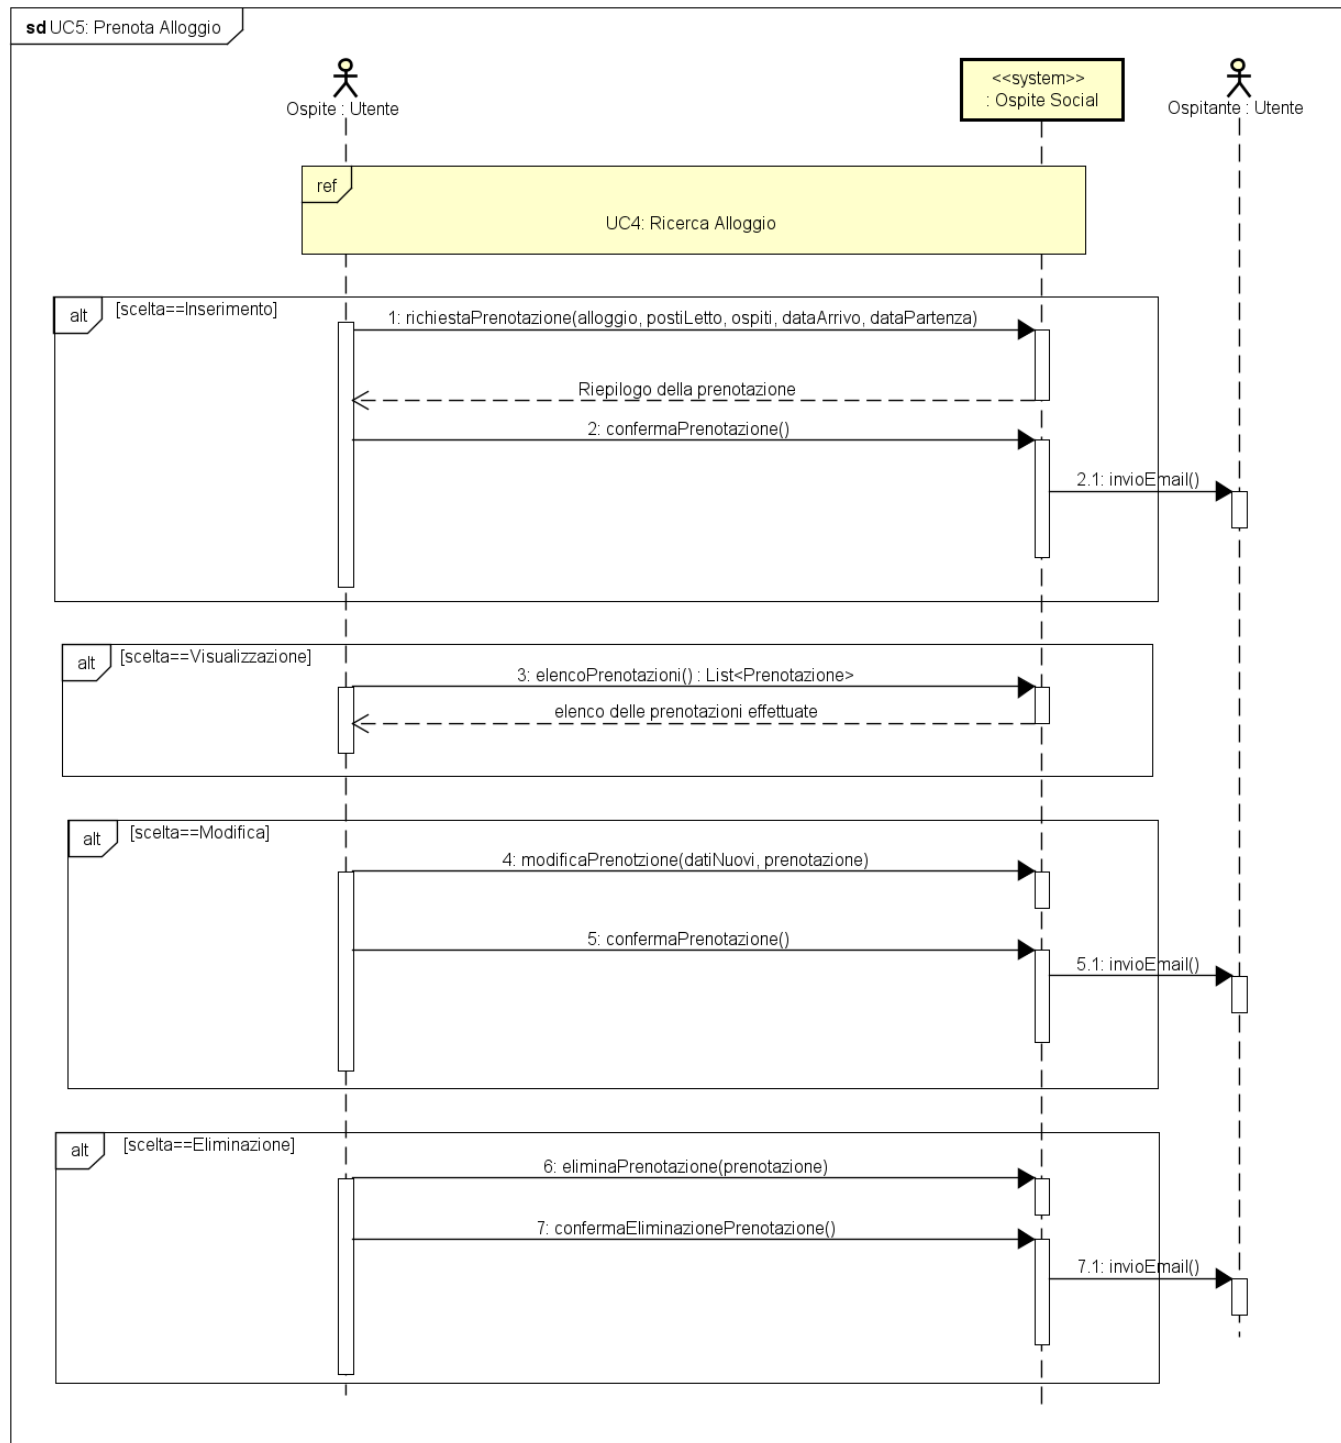 sd UC5: Prenota Alloggio
Ospite : Utente
<<system>>
: Ospite Social
Ospitante : Utente
ref
UC4: Ricerca Alloggio
alt
[scelta==Inserimento]
1: richiestaPrenotazione(alloggio, postiLetto, ospiti, dataArrivo, dataPartenza)
Riepilogo della prenotazione
2: confermaPrenotazione()
2.1: invioEmail()
alt
[scelta==Visualizzazione]
3: elencoPrenotazioni() : List<Prenotazione>
elenco delle prenotazioni effettuate
alt
[scelta==Modifica]
4: modificaPrenotzione(datiNuovi, prenotazione)
5: confermaPrenotazione()
5.1: invioEmail()
alt
[scelta==Eliminazione]
6: eliminaPrenotazione(prenotazione)
7: confermaEliminazionePrenotazione()
7.1: invioEmail()